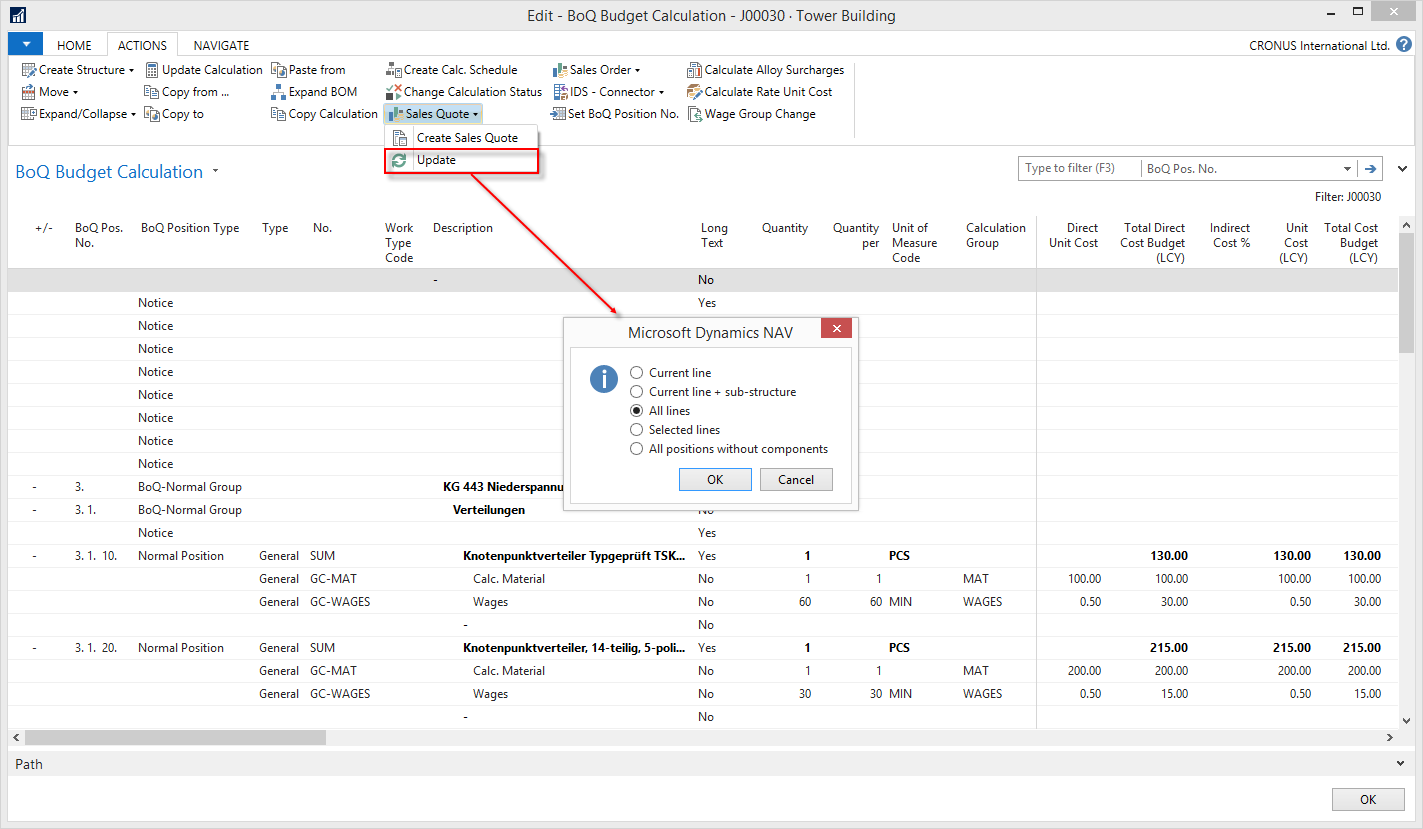 Edit - BoQ Budget Calculation - J00030 · Tower Building
HOME ACTIONS NAVIGATE CRONUS International Ltd.
Create Structure Update Calculation Paste from Create Calc. Schedule Sales Order Calculate Alloy Surcharges
Move Copy from ... Expand BOM Change Calculation Status IDS - Connector Calculate Rate Unit Cost
Expand/Collapse Copy to Copy Calculation Sales Quote Set BoQ Position No. Wage Group Change
Create Sales Quote
Update
BoQ Budget Calculation Type to filter (F3) BoQ Pos. No.
Filter: J00030
+/- BoQ Pos. BoQ Position Type Type No. Work Description Long Quantity Quantity Unit of Calculation Direct Total Direct Indirect Unit Total Cost
No. Type Text per Measure Group Unit Cost Cost Budget Cost % Cost Budget
Code Code (LCY) (LCY) (LCY)
- No
Notice Yes
Notice
Notice
Notice
Notice
Notice
Notice
Notice
- 3. BoQ-Normal Group KG 443 Niederspannu
- 3. 1. BoQ-Normal Group Verteilungen No
Notice Yes
- 3. 1. 10. Normal Position General SUM Knotenpunktverteiler Typgeprüft TSK... Yes 1 PCS 130.00 130.00 130.00
General GC-MAT Calc. Material No 1 1 MAT 100.00 100.00 100.00 100.00
General GC-WAGES Wages No 60 60 MIN WAGES 0.50 30.00 0.50 30.00
- No
- 3. 1. 20. Normal Position General SUM Knotenpunktverteiler, 14-teilig, 5-poli... Yes 1 PCS 215.00 215.00 215.00
General GC-MAT Calc. Material No 1 1 MAT 200.00 200.00 200.00 200.00
General GC-WAGES Wages No 30 30 MIN WAGES 0.50 15.00 0.50 15.00
- No
Microsoft Dynamics NAV
Current line
Current line + sub-structure
All lines
Selected lines
All positions without components
OK Cancel
Path
OK